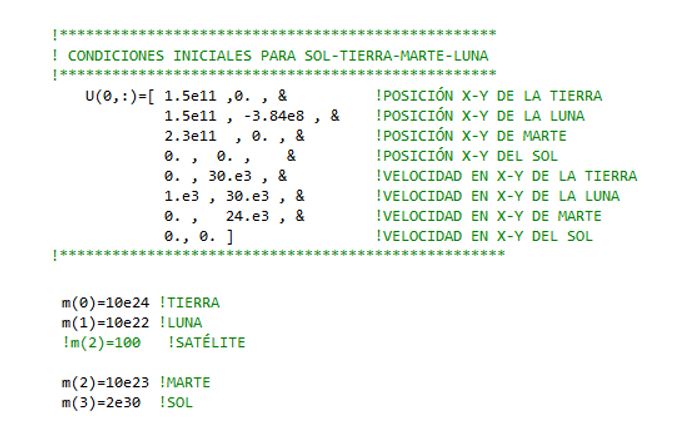 !**************************************************
! CONDICIONES INICIALES PARA SOL-TIERRA-MARTE-LUNA
!**************************************************
U(0,:)=[ 1.5e11 ,0. , & !POSICIÓN X-Y DE LA TIERRA
1.5e11 , -3.84e8 , & !POSICIÓN X-Y DE LA LUNA
2.3e11 , 0. , & !POSICIÓN X-Y DE MARTE
0. , 0. , & !POSICIÓN X-Y DEL SOL
0. , 30.e3 , & !VELOCIDAD EN X-Y DE LA TIERRA
1.e3 , 30.e3 , & !VELOCIDAD EN X-Y DE LA LUNA
0. , 24.e3 , & !VELOCIDAD EN X-Y DE MARTE
0., 0. ] !VELOCIDAD EN X-Y DEL SOL
!***************************************************
m(0)=10e24 !TIERRA
m(1)=10e22 !LUNA
!m(2)=100 !SATÉLITE
m(2)=10e23 !MARTE
m(3)=2e30 !SOL